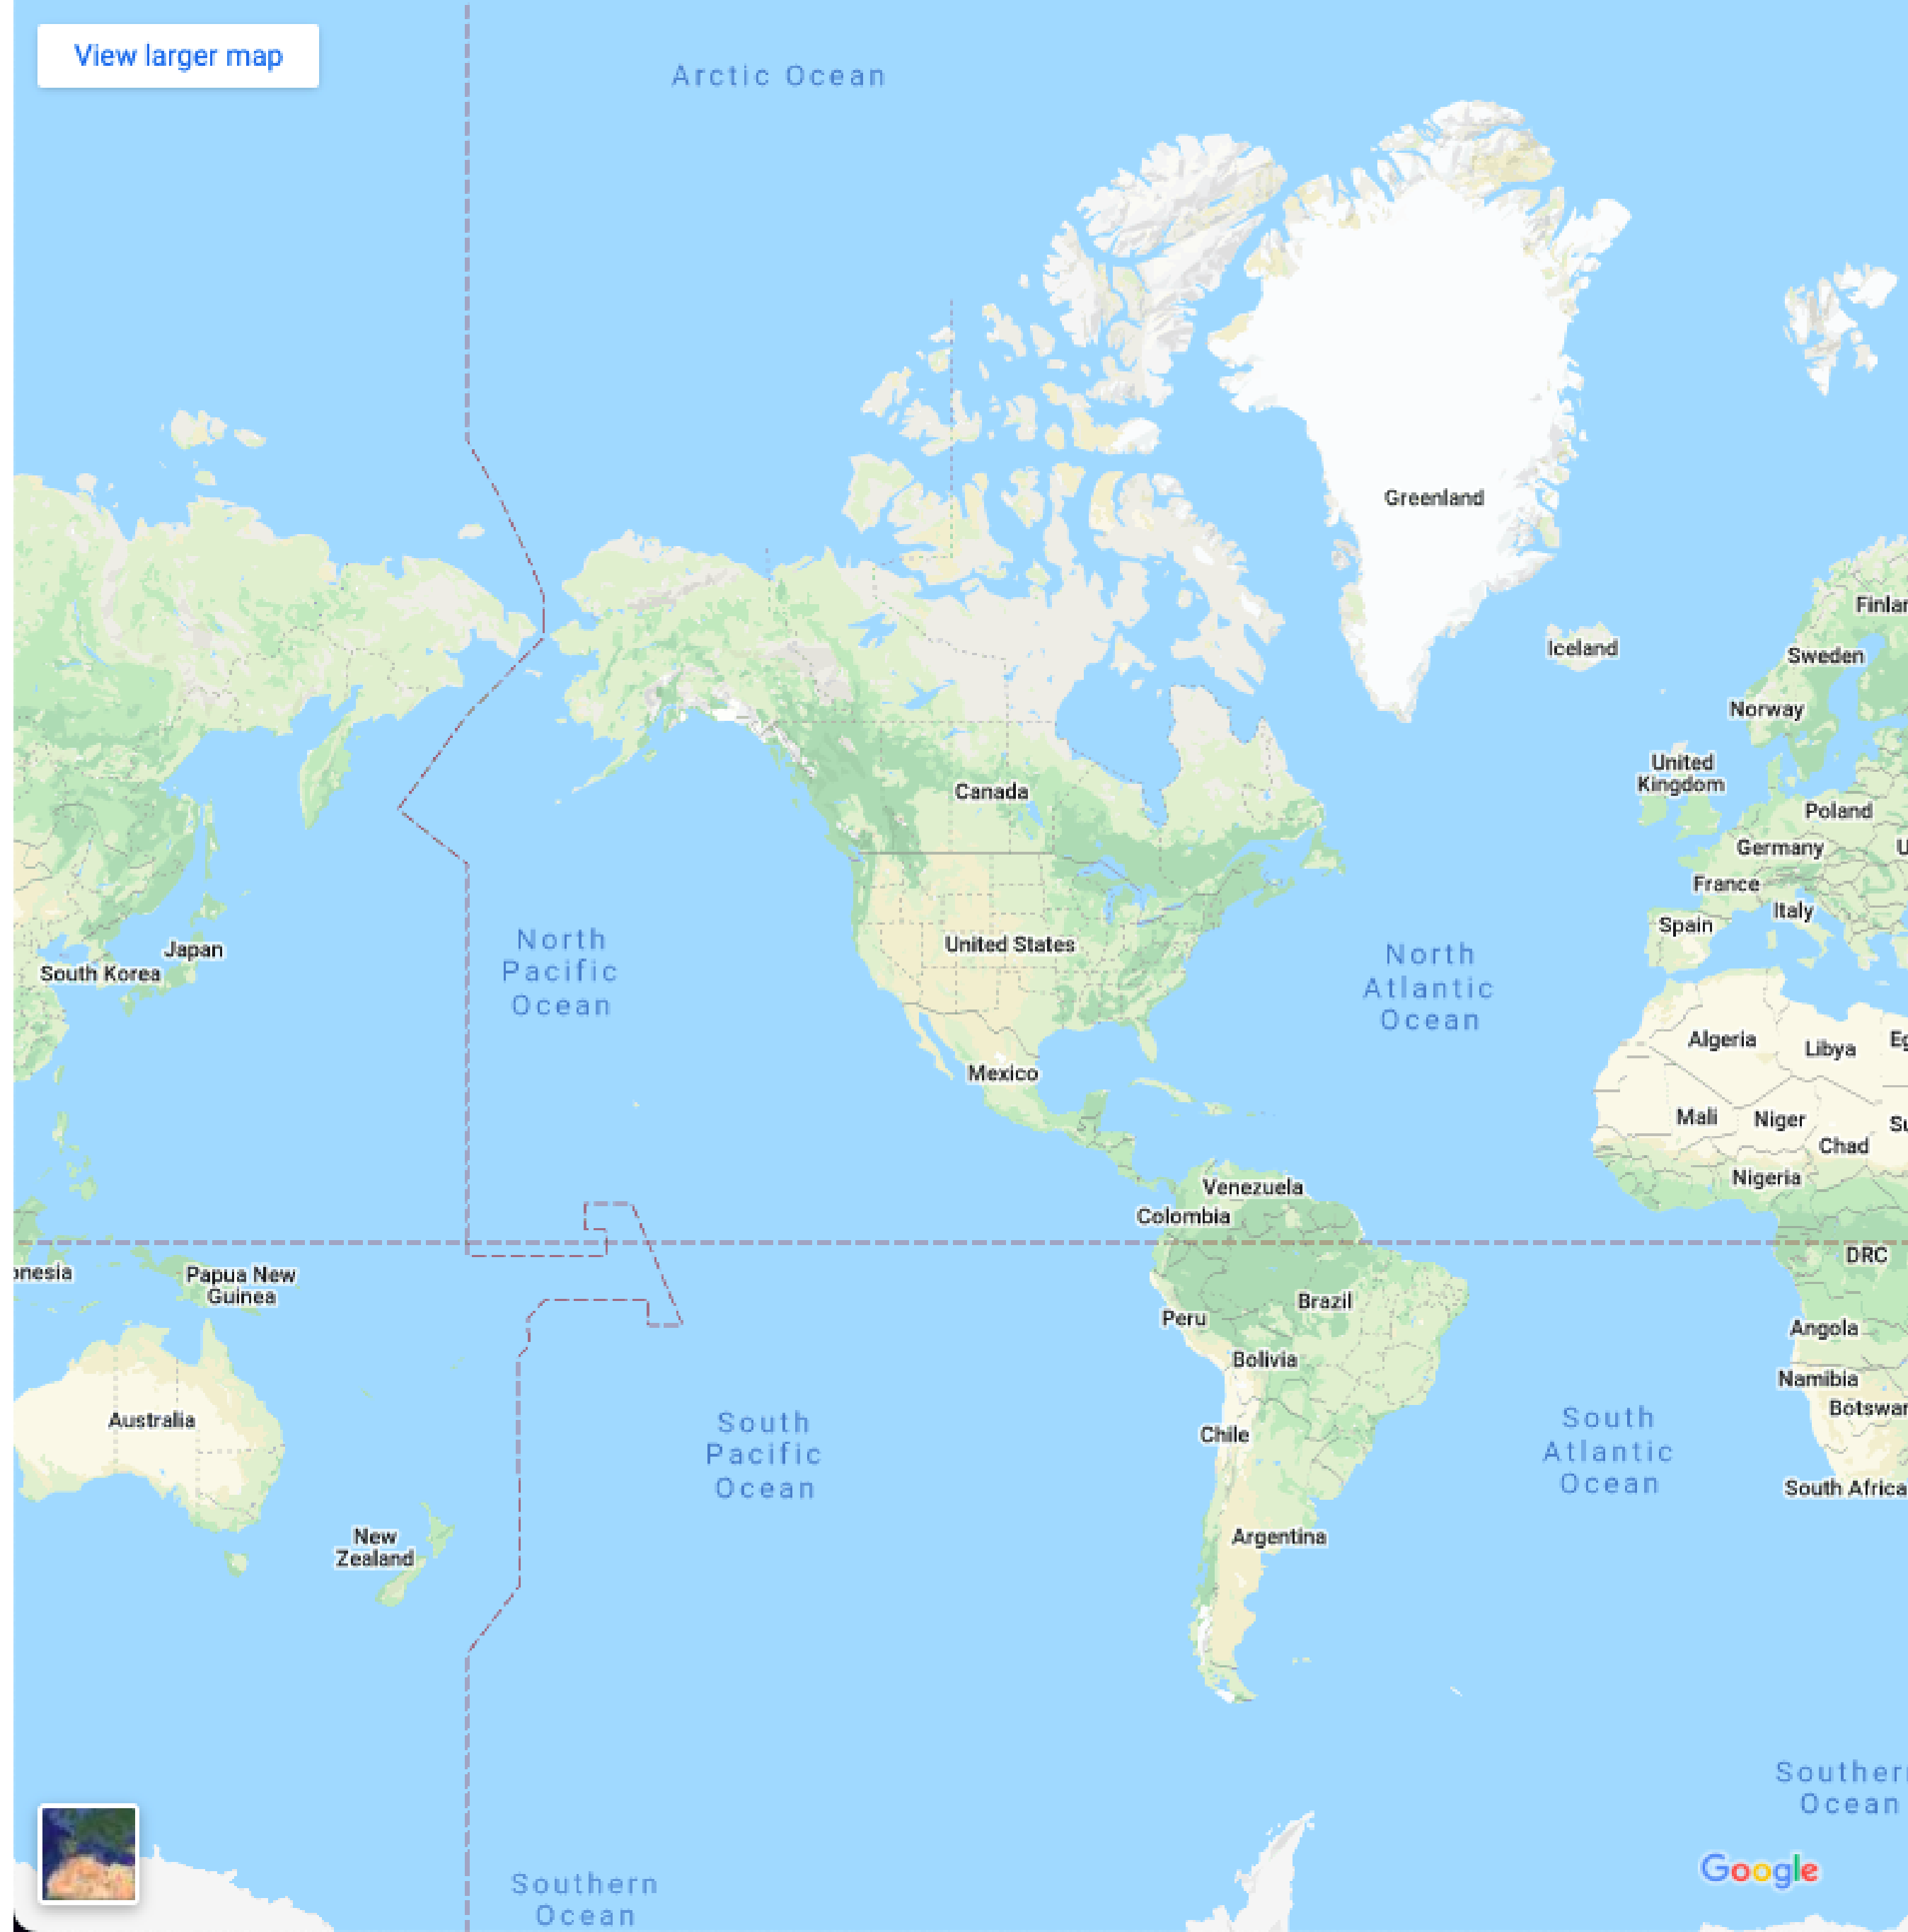 View larger map
Arctic Ocean
Greenland
Finlar
Iceland
Sweden
Norway
United
Kingdom
Canada
Poland
Germany
U
France
Italy
Spain
North
Pacific
Ocean
Japan
South Korea
United States
North
Atlantic
Ocean
Algeria
Libya
Eg
Mexico
Mali
Niger
Su
Chad
Nigeria
Venezuela
Colombia
DRC
onesia
Papua New
Guinea
Brazil
Peru
Angola
Bolivia
Namibia
Botswar
Australia
South
Pacific
Ocean
Chile
South
Atlantic
Ocean
South Africa
New
Zealand
Argentina
Southern
Ocean
Google
Southern
Ocean